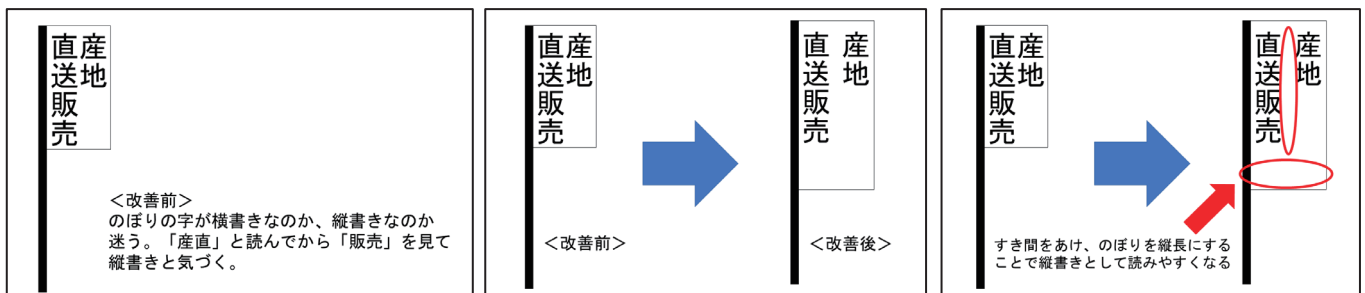 産地
直送販売
＜改善前＞
のぼりの字が横書きなのか、縦書きなのか
迷う。「産直」と読んでから「販売」を見て
縦書きと気づく。
産地
直送販売
＜改善前＞
産地
直送販売
＜改善後＞
産地
直送販売
産地
直送販売
すき間をあけ、のぼりを縦長にする
ことで縦書きとして読みやすくなる